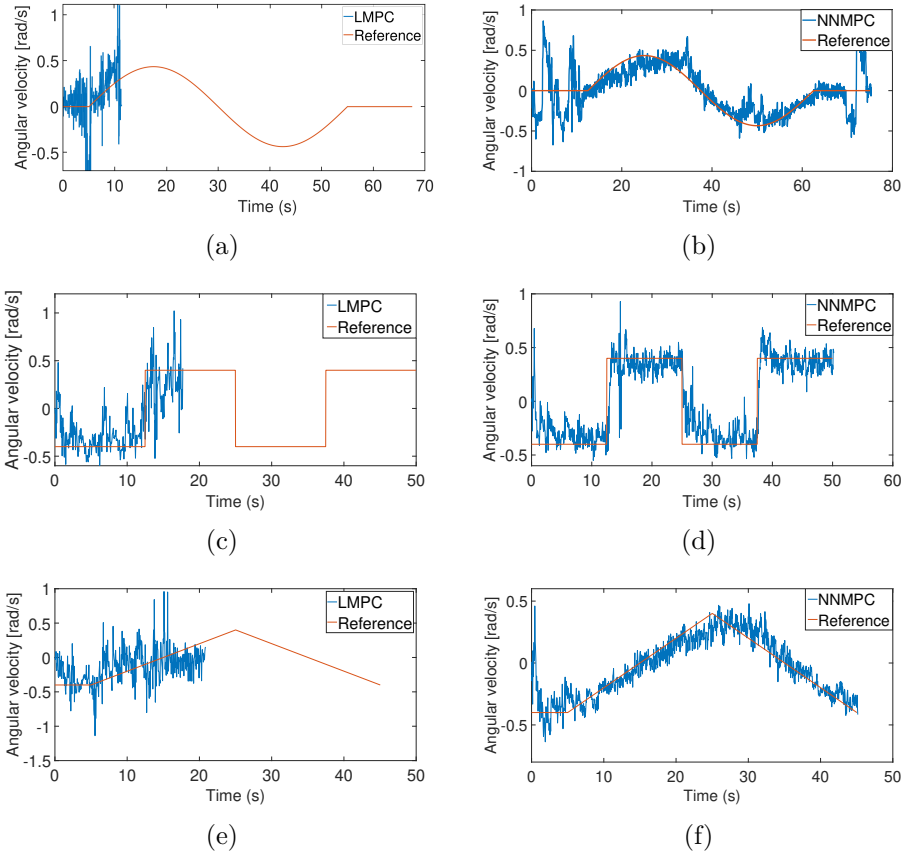 Angular velocity [rad/s]
1
0.5
0
-0.5
0 10 20 30 40 50 60 70
Time (s)
LMPC
Reference
(a)
Angular velocity [rad/s]
1
0.5
0
-0.5
-1
0 20 40 60 80
Time (s)
NNMPC
Reference
(b)
Angular velocity [rad/s]
1
0.5
0
-0.5
0 10 20 30 40 50
Time (s)
LMPC
Reference
(c)
Angular velocity [rad/s]
1
0.5
0
-0.5
0 10 20 30 40 50 60
Time (s)
NNMPC
Reference
(d)
Angular velocity [rad/s]
1
0.5
0
-0.5
-1
-1.5
0 10 20 30 40 50
Time (s)
LMPC
Reference
(e)
Angular velocity [rad/s]
0.5
0
-0.5
0 10 20 30 40 50
Time (s)
NNMPC
Reference
(f)